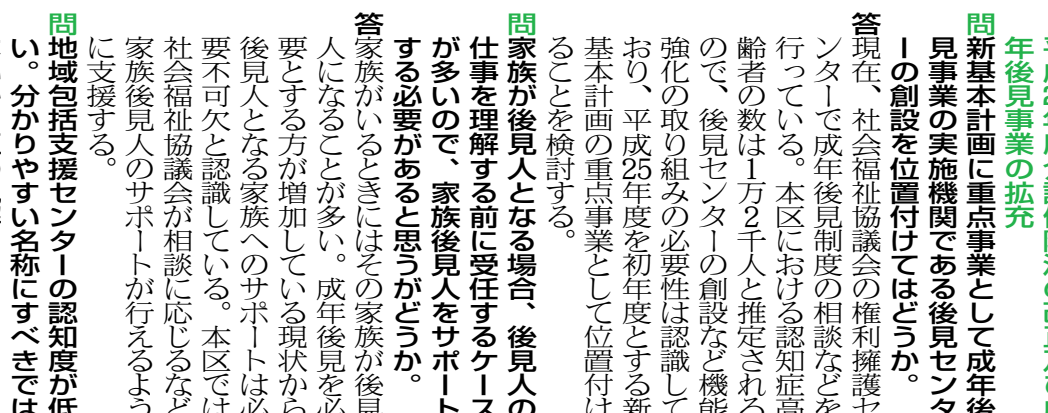 年後見事業の拡充
問新基本計画に重点事業として成年後
見事業の実施機関である後見センタ
ーの創設を位置付けてはどうか。
答現在、社会福祉協議会の権利擁護セ
ンターで成年後見制度の相談などを
行っている。本区における認知症高
齢者の数は1万2千人と推定される
ので、後見センターの創設など機能
強化の取り組みの必要性は認識して
おり、平成25年度を初年度とする新
基本計画の重点事業として位置付け
ることを検討する。
問家族が後見人となる場合、後見人の
仕事を理解する前に受任するケース
が多いので、家族後見人をサポート
する必要があると思うがどうか。
答家族がいるときにはその家族が後見
人になることが多い。成年後見を必
要とする方が増加している現状から
後見人となる家族へのサポートは必
要不可欠と認識している。本区では
社会福祉協議会が相談に応じるなど
家族後見人のサポートが行えるよう
に支援する。
問地域包括支援センターの認知度が低
い。分かりやすい名称にすべきでは